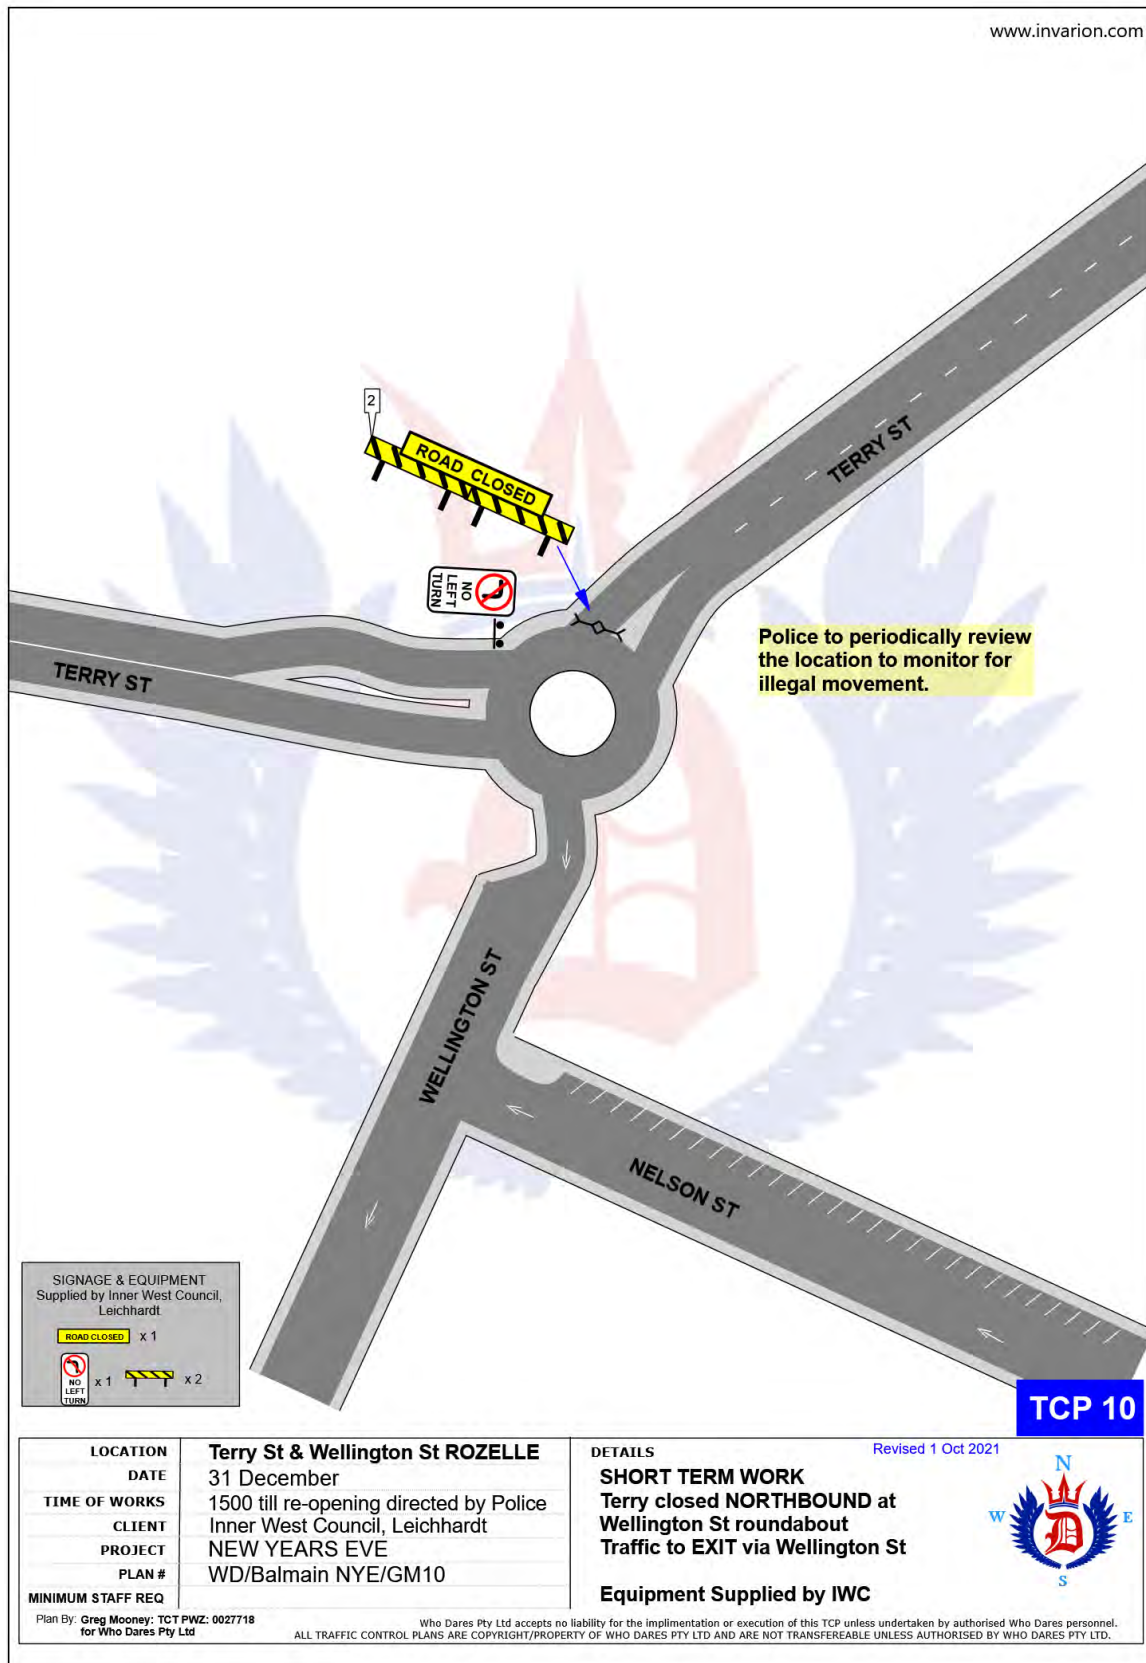 www.invarion.com
TERRY ST
2
ROAD CLOSED
NO
LEFT
TURN
Police to periodically review
the location to monitor for
illegal movement.
TERRY ST
WELLINGTON ST
NELSON ST
SIGNAGE & EQUIPMENT
Supplied by Inner West Council,
Leichhardt
ROAD CLOSED x 1
NO
LEFT
TURN
x 1
x 2
TCP 10
LOCATION Terry St & Wellington St ROZELLE
DATE 31 December
TIME OF WORKS 1500 till re-opening directed by Police
CLIENT Inner West Council, Leichhardt
PROJECT NEW YEARS EVE
PLAN # WD/Balmain NYE/GM10
MINIMUM STAFF REQ
DETAILS
Revised 1 Oct 2021
SHORT TERM WORK
Terry closed NORTHBOUND at
Wellington St roundabout
Traffic to EXIT via Wellington St
Equipment Supplied by IWC
N
W
E
S
D
Plan By: Greg Mooney: TCT PWZ: 0027718
for Who Dares Pty Ltd
Who Dares Pty Ltd accepts no liability for the implimentation or execution of this TCP unless undertaken by authorised Who Dares personnel.
ALL TRAFFIC CONTROL PLANS ARE COPYRIGHT/PROPERTY OF WHO DARES PTY LTD AND ARE NOT TRANSFEREABLE UNLESS AUTHORISED BY WHO DARES PTY LTD.